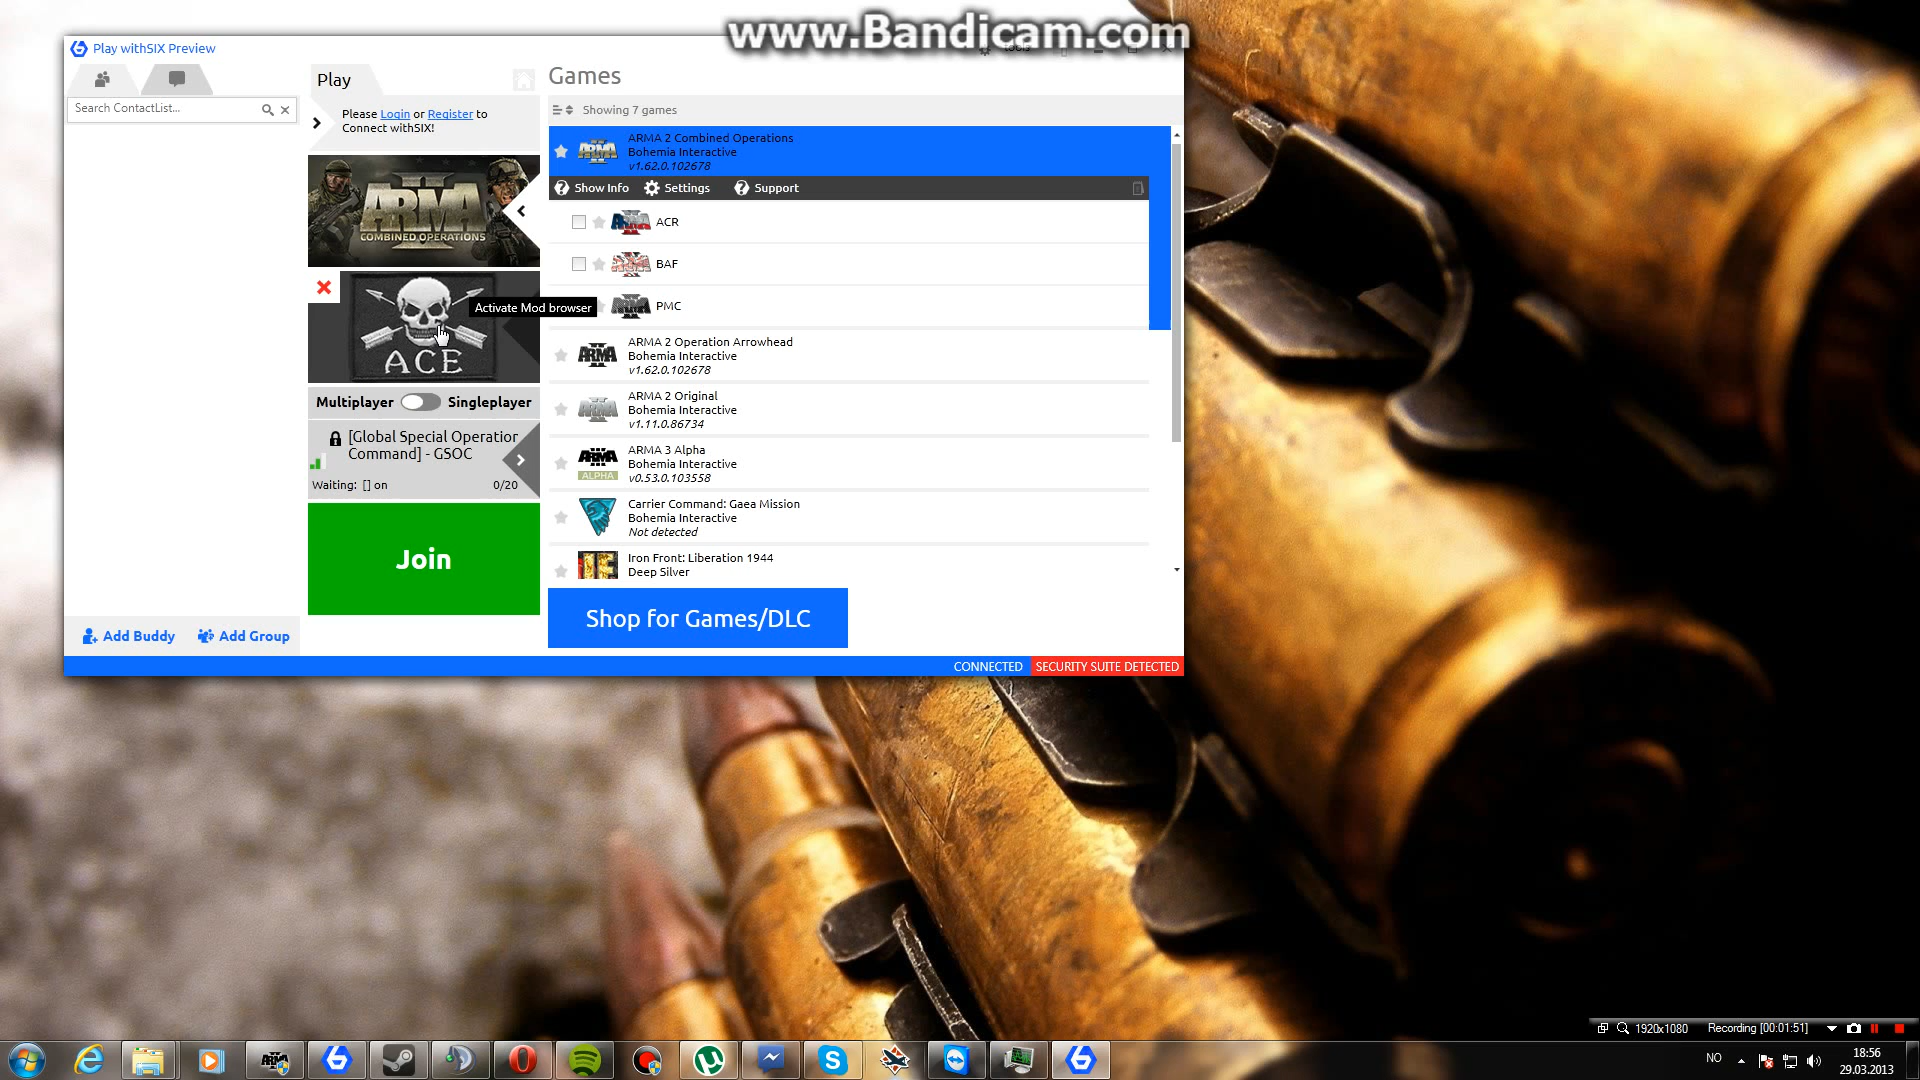 www.Bandicam.com
Play withSIX Preview
tools
Search ContactList...
Play
Please Login or Register to
Connect withSIX!
ARMA II
COMBINED OPERATIONS
ACE
Activate Mod browser
Multiplayer
Singleplayer
[Global Special Operation
Command] - GSOC
Waiting: [] on
0/20
Join
Add Buddy
Add Group
Games
Showing 7 games
ARMA 2 Combined Operations
Bohemia Interactive
v1.62.0.102678
Show Info
Settings
Support
ACR
BAF
PMC
ARMA 2 Operation Arrowhead
Bohemia Interactive
v1.62.0.102678
ARMA 2 Original
Bohemia Interactive
v1.11.0.86734
ARMA 3 Alpha
Bohemia Interactive
v0.53.0.103558
ALPHA
Carrier Command: Gaea Mission
Bohemia Interactive
Not detected
Iron Front: Liberation 1944
Deep Silver
Shop for Games/DLC
CONNECTED
SECURITY SUITE DETECTED
1920x1080
Recording [00:01:51]
NO
18:56
29.03.2013